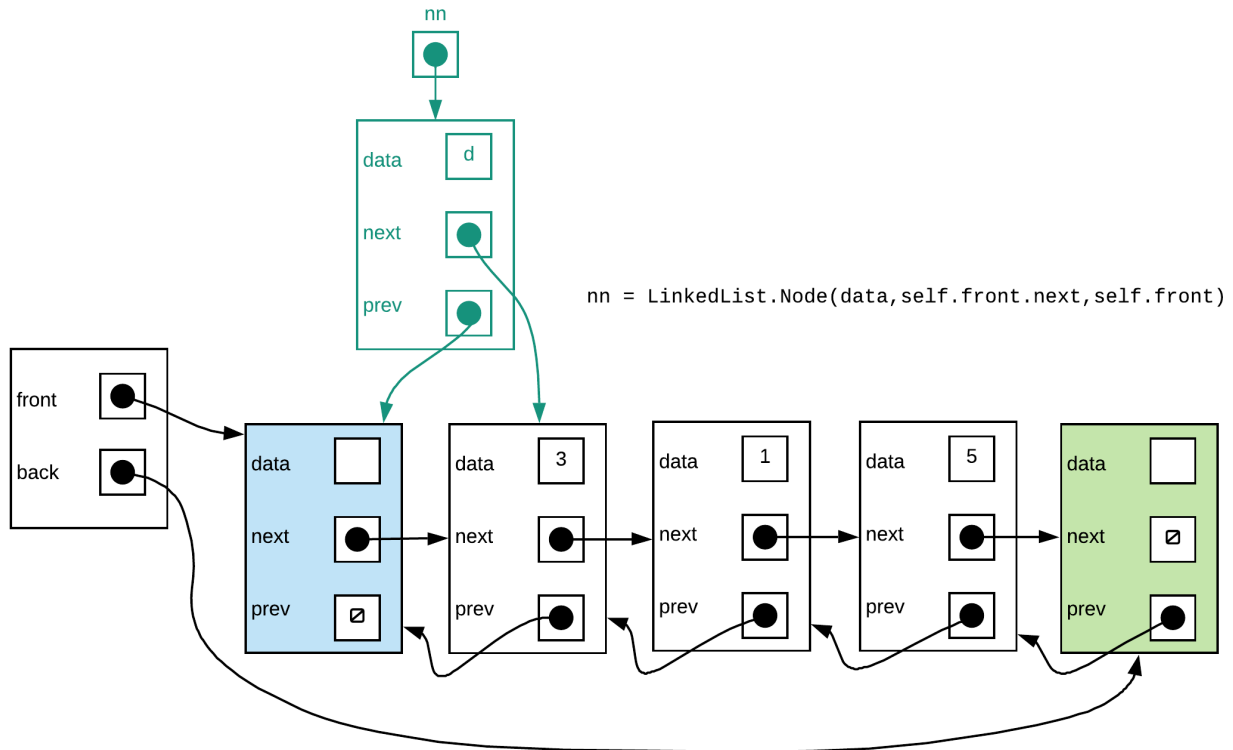 nn
data d
next
prev
nn = LinkedList.Node(data,self.front.next,self.front)
front
back
data
next
prev
data 3
next
prev
data 1
next
prev
data 5
next
prev
data
next
prev